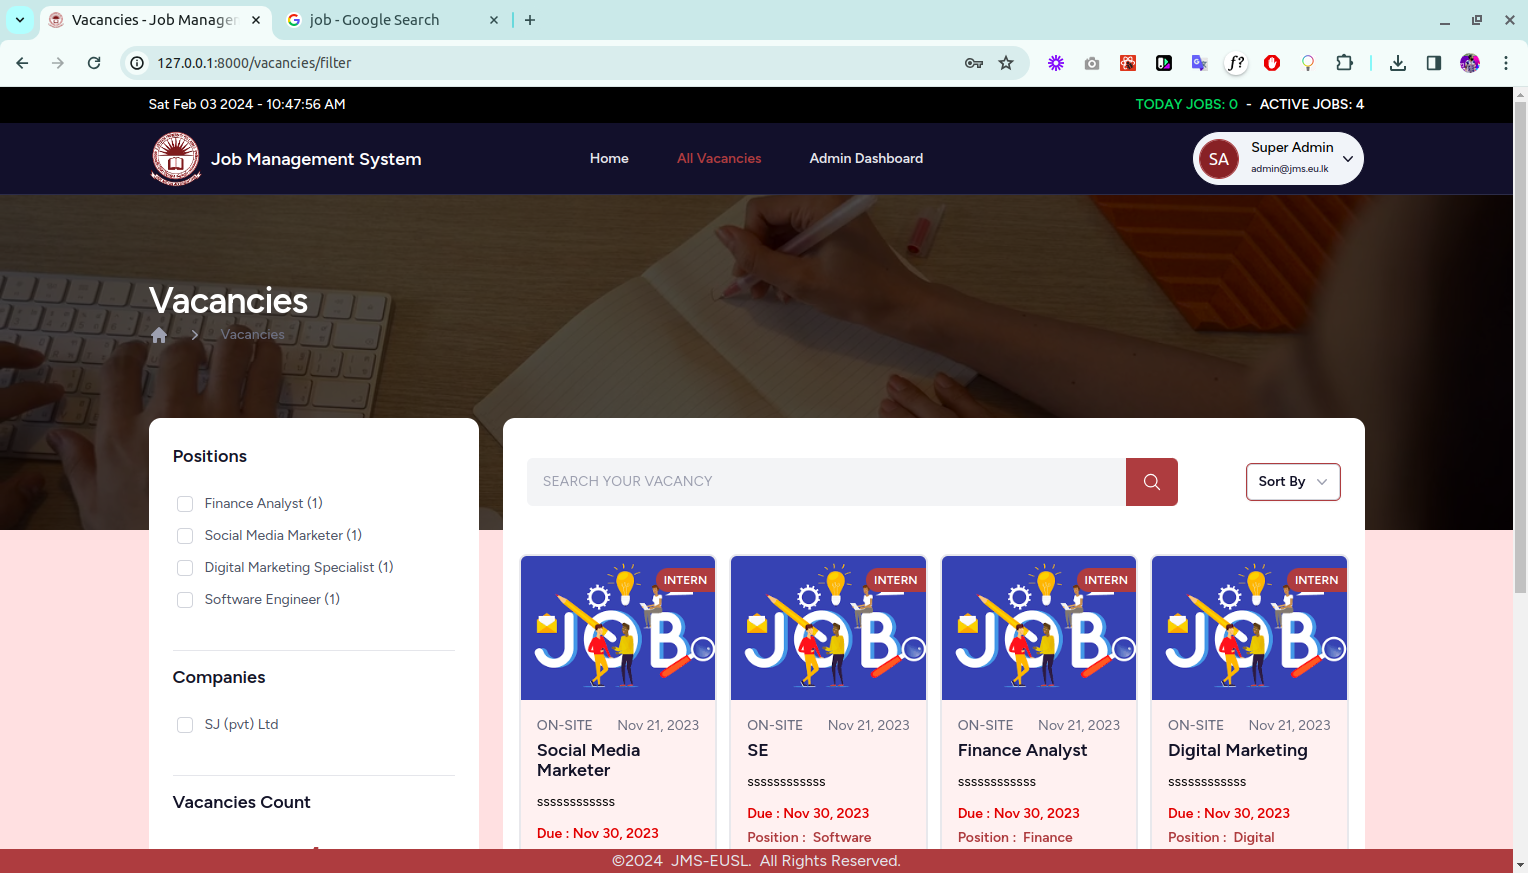 Vacancies - Job Manager
job - Google Search
127.0.0.1:8000/vacancies/filter
Sat Feb 03 2024 - 10:47:56 AM
TODAY JOBS: 0 - ACTIVE JOBS: 4
Job Management System
Home
All Vacancies
Admin Dashboard
SA
Super Admin
admin@jms.eu.lk
Vacancies
Vacancies
Positions
Finance Analyst (1)
Social Media Marketer (1)
Digital Marketing Specialist (1)
Software Engineer (1)
Companies
SJ (pvt) Ltd
Vacancies Count
SEARCH YOUR VACANCY
Sort By
INTERN
JOB
ON-SITE Nov 21, 2023
Social Media
Marketer
ssssssssssss
Due : Nov 30, 2023
INTERN
JOB
ON-SITE Nov 21, 2023
SE
ssssssssssss
Due : Nov 30, 2023
Position : Software
INTERN
JOB
ON-SITE Nov 21, 2023
Finance Analyst
ssssssssssss
Due : Nov 30, 2023
Position : Finance
INTERN
JOB
ON-SITE Nov 21, 2023
Digital Marketing
ssssssssssss
Due : Nov 30, 2023
Position : Digital
©2024 JMS-EUSL. All Rights Reserved.